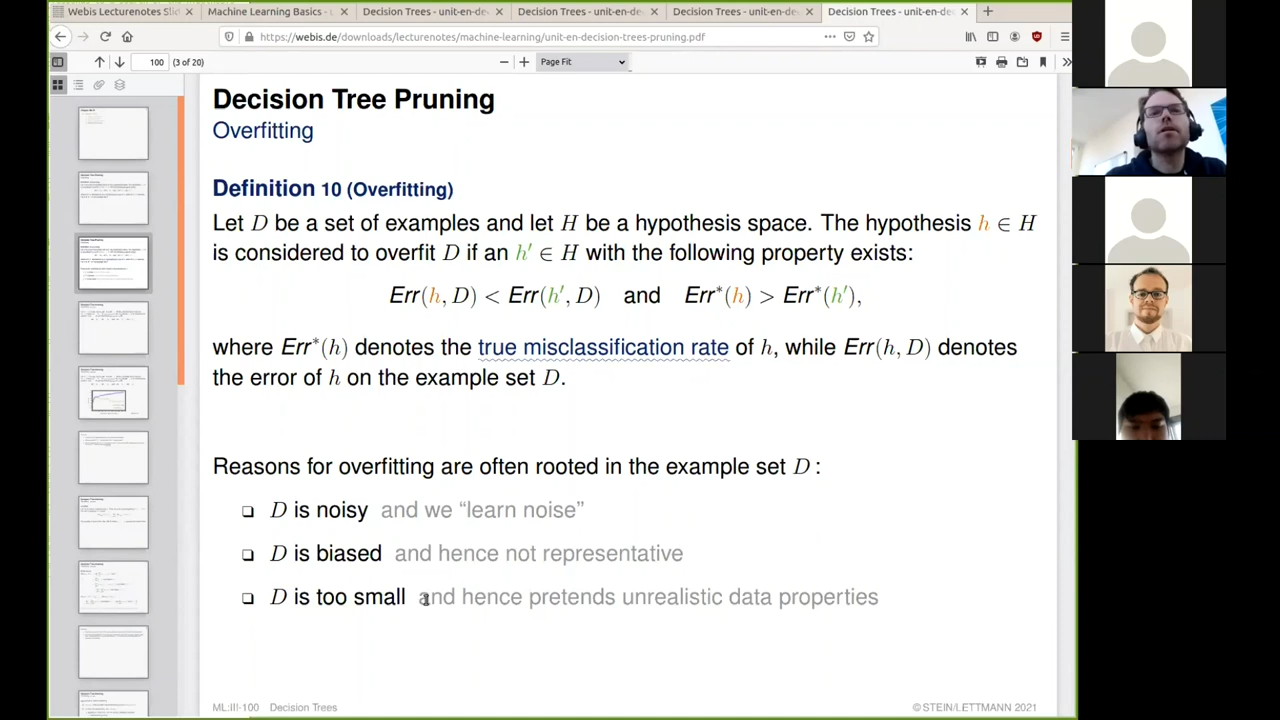 Webis Lecturenotes Slid
Machine Learning Basics - u
Decision Trees - unit-en-dec
Decision Trees - unit-en-dec
Decision Trees - unit-en-dec
Decision Trees - unit-en-dec
https://webis.de/downloads/lecturenotes/machine-learning/unit-en-decision-trees-pruning.pdf
100 (3 of 20)
Page Fit
Decision Tree Pruning
Overfitting
Definition 10 (Overfitting)
Let D be a set of examples and let H be a hypothesis space. The hypothesis h ∈ H
is considered to overfit D if an h′ ∈ H with the following property exists:
Err(h, D) < Err(h′, D) and Err*(h) > Err*(h′),
where Err*(h) denotes the true misclassification rate of h, while Err(h, D) denotes
the error of h on the example set D.
Reasons for overfitting are often rooted in the example set D :
❑ D is noisy and we “learn noise”
❑ D is biased and hence not representative
❑ D is too small and hence pretends unrealistic data properties
ML:III-100 Decision Trees
© STEIN/LETTMANN 2021